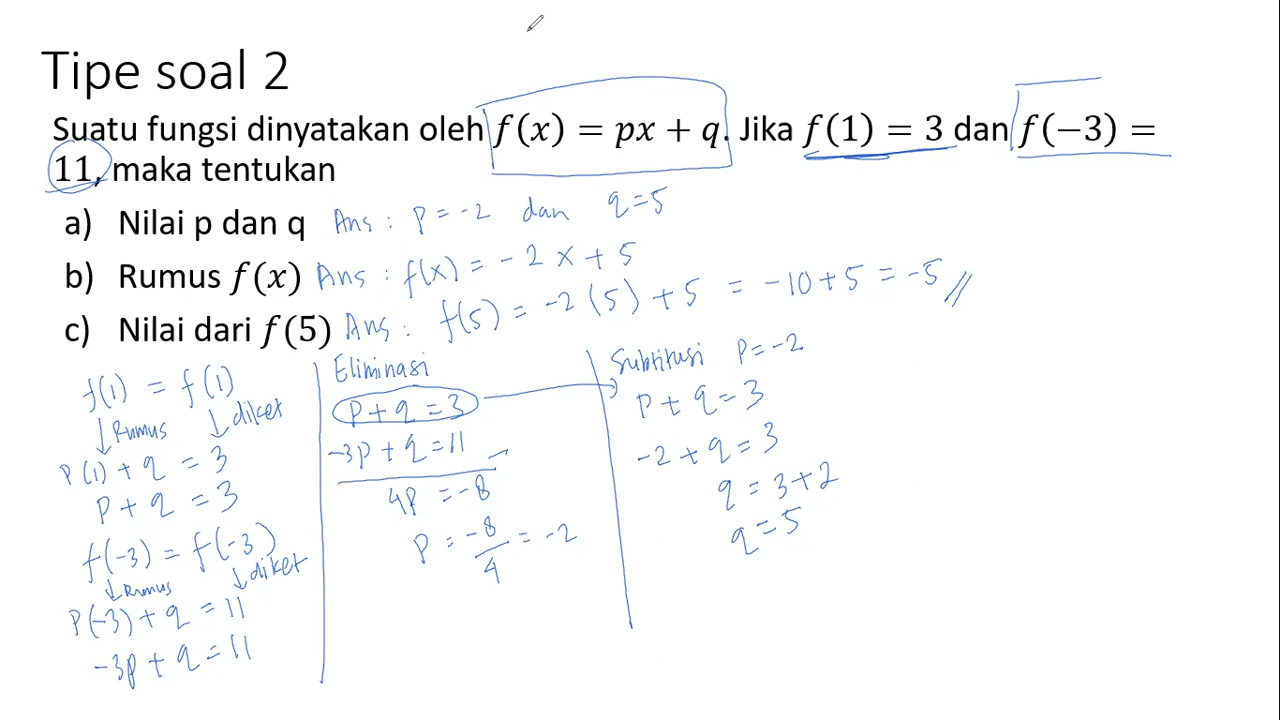 Tipe soal 2
Suatu fungsi dinyatakan oleh f(x) = px + q. Jika f(1) = 3 dan f(−3) =
11, maka tentukan
a) Nilai p dan q Ans : p = -2 dan q = 5
b) Rumus f(x) Ans : f(x) = -2x + 5
c) Nilai dari f(5) Ans : f(5) = -2(5) + 5 = -10 + 5 = -5 //
f(1) = f(1)
↓ Rumus ↓ diket
P(1) + q = 3
P + q = 3
f(-3) = f(-3)
↓ Rumus ↓ diket
P(-3) + q = 11
-3p + q = 11
Eliminasi
P + q = 3
-3p + q = 11 -
4P = -8
P = -8/4 = -2
Subtitusi P = -2
P + q = 3
-2 + q = 3
q = 3 + 2
q = 5